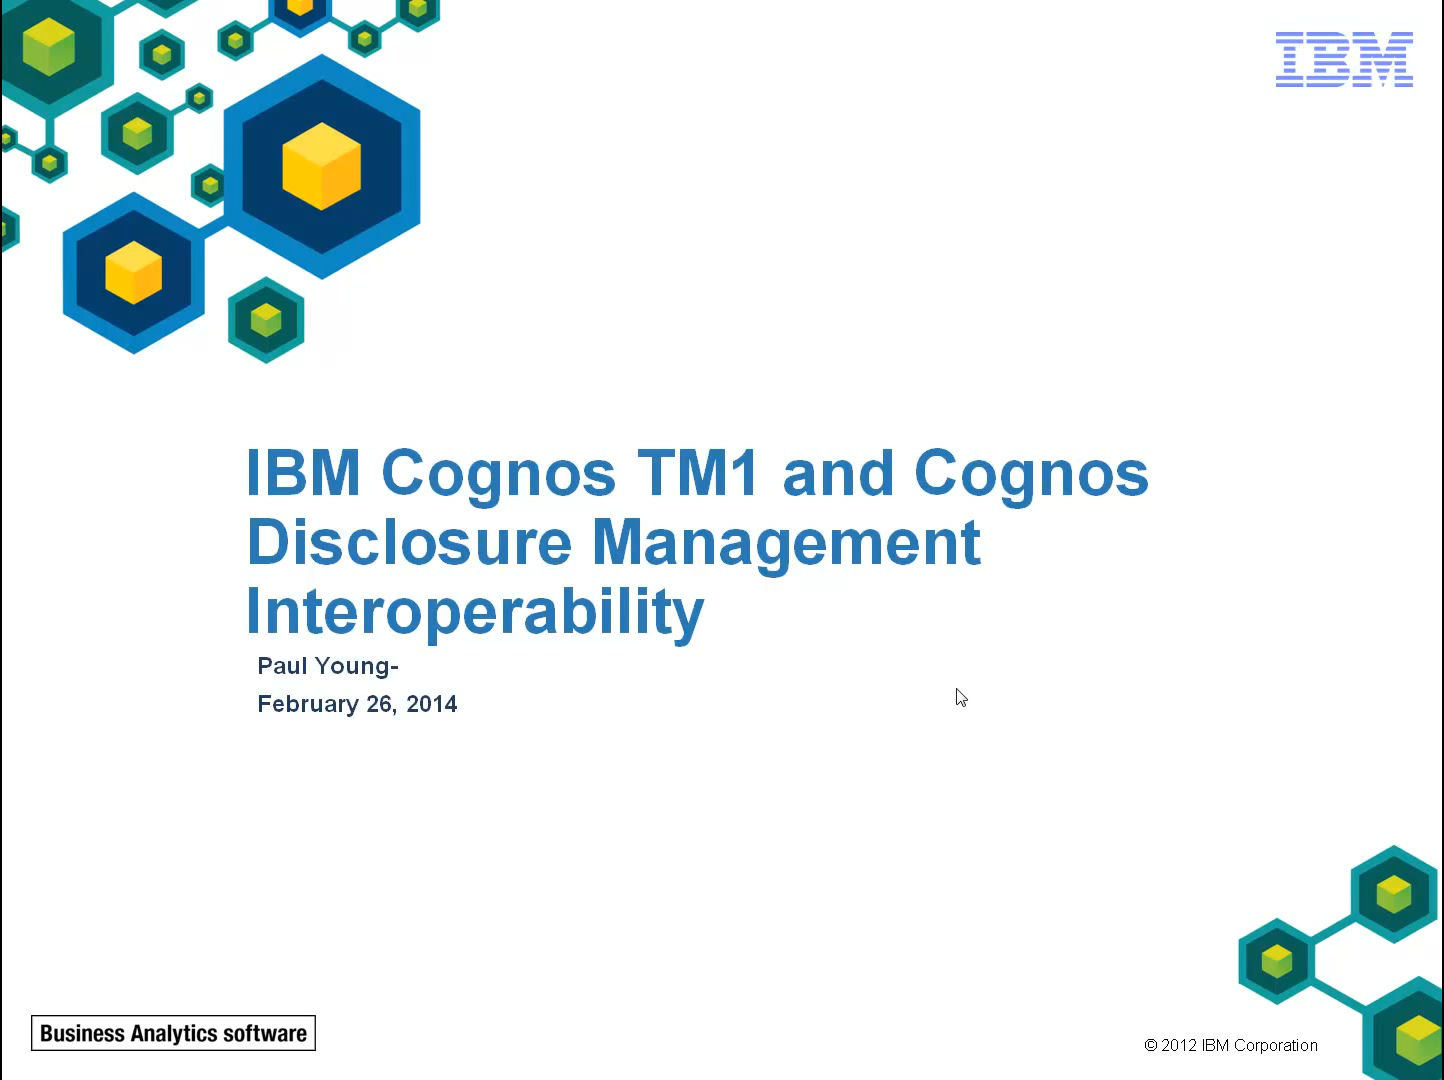 IBM
IBM Cognos TM1 and Cognos
Disclosure Management
Interoperability
Paul Young-
February 26, 2014
Business Analytics software
© 2012 IBM Corporation